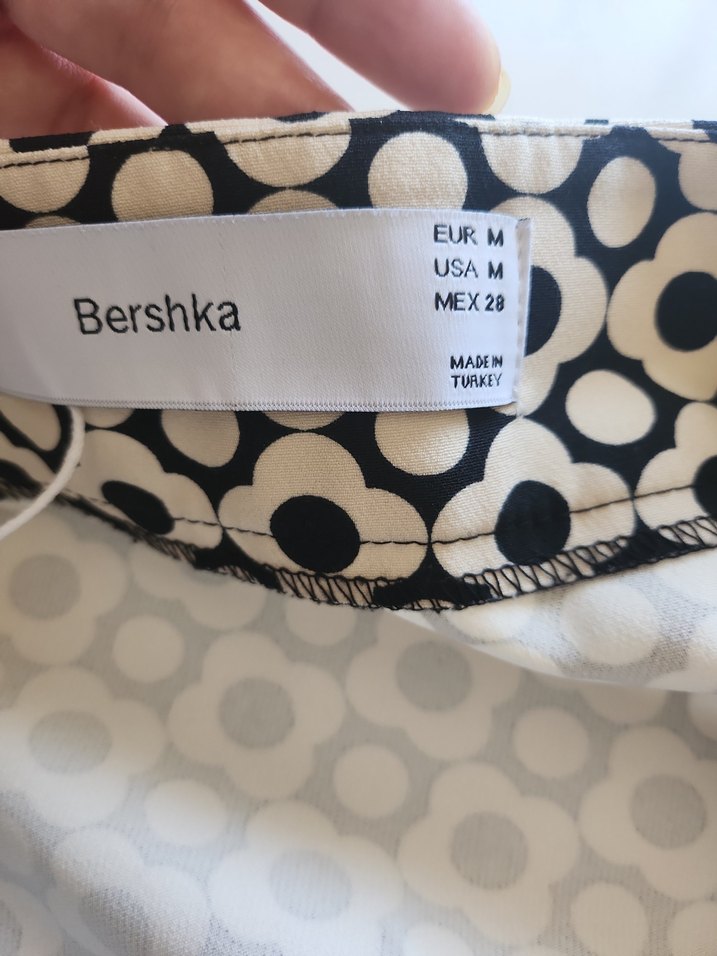 Bershka
EUR M
USA M
MEX 28
MADE IN
TURKEY